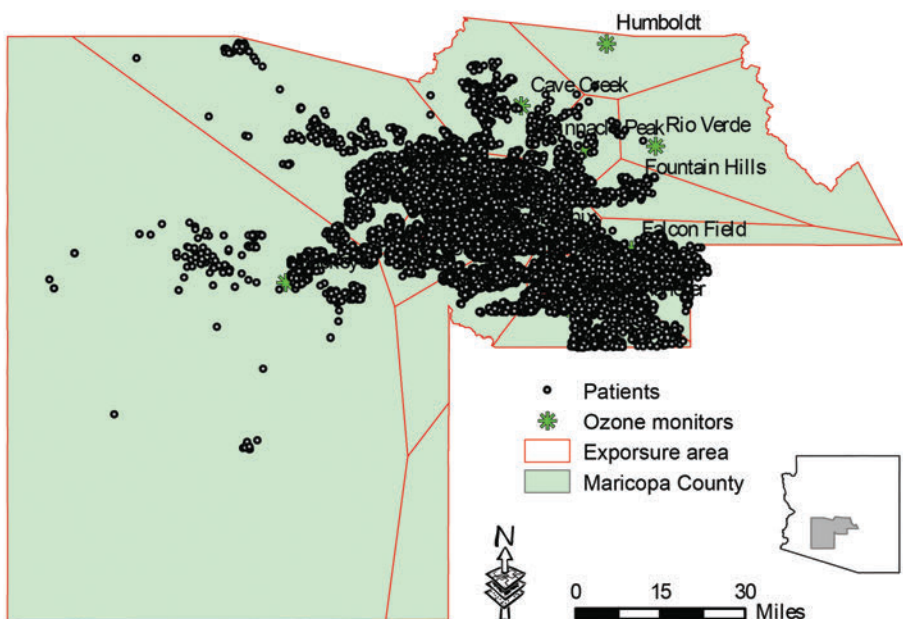 Humboldt
Cave Creek
Peak
Rio Verde
Fountain Hills
Falcon Field
Patients
Ozone monitors
Exporsure area
Maricopa County
N
0 15 30
Miles